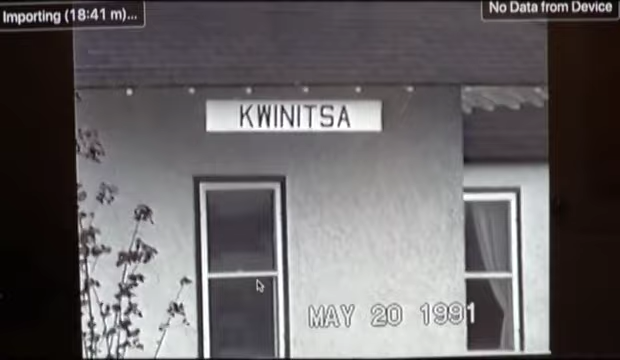 Importing (18:41 m)...
No Data from Device
KWINITSA
MAY 20 1991